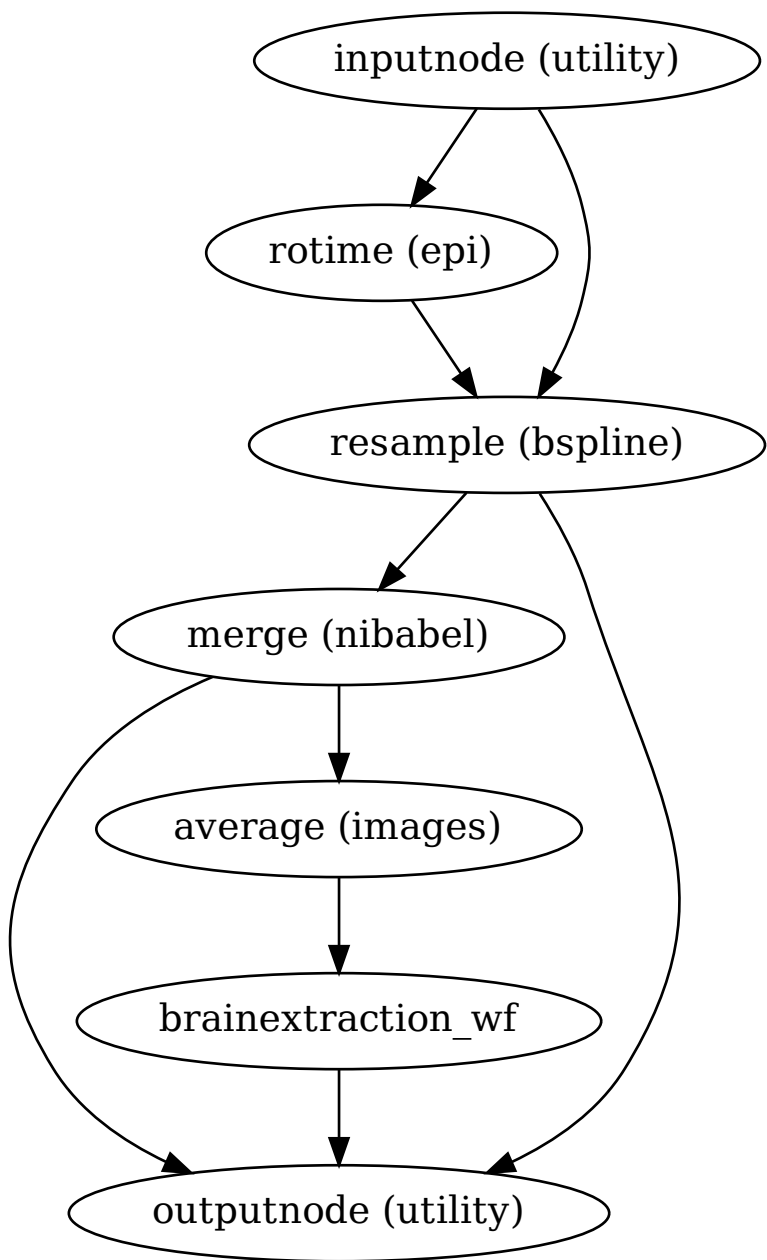 inputnode (utility)
rotime (epi)
resample (bspline)
merge (nibabel)
average (images)
brainextraction_wf
outputnode (utility)